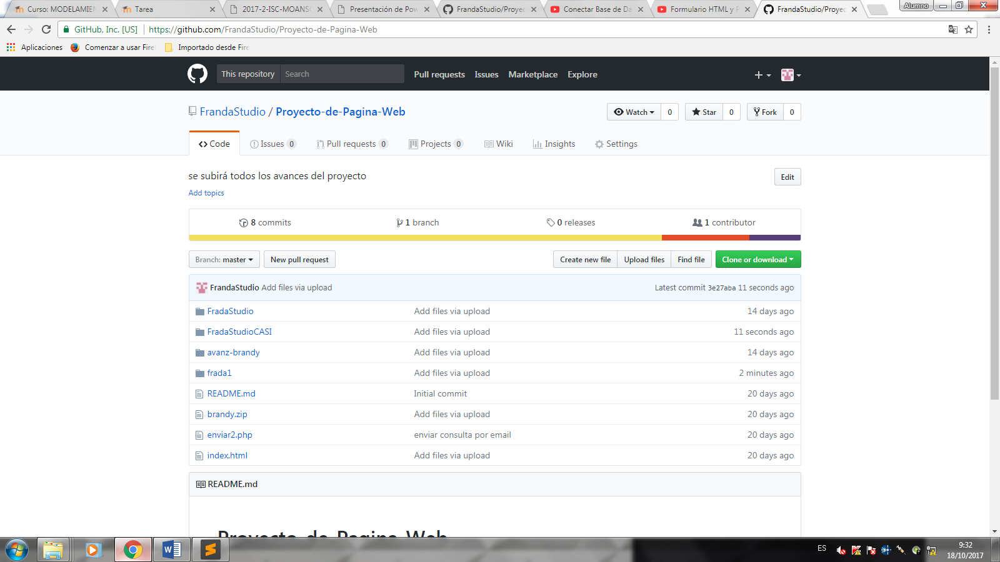 Curso: MODELAMIEN
Tarea
2017-2-ISC-MOANSO
Presentación de Pow
FrandaStudio/Proyec
Conectar Base de Da
Formulario HTML y P
FrandaStudio/Proyec
Alumno
GitHub, Inc. [US]
https://github.com/FrandaStudio/Proyecto-de-Pagina-Web
Aplicaciones
Comenzar a usar Fire
Importado desde Fire
This repository
Search
Pull requests
Issues
Marketplace
Explore
FrandaStudio / Proyecto-de-Pagina-Web
Watch 0
Star 0
Fork 0
Code
Issues 0
Pull requests 0
Projects 0
Wiki
Insights
Settings
se subirá todos los avances del proyecto
Edit
Add topics
8 commits
1 branch
0 releases
1 contributor
Branch: master
New pull request
Create new file
Upload files
Find file
Clone or download
FrandaStudio Add files via upload
Latest commit 3e27aba 11 seconds ago
FradaStudio Add files via upload 14 days ago
FradaStudioCASI Add files via upload 11 seconds ago
avanz-brandy Add files via upload 14 days ago
frada1 Add files via upload 2 minutes ago
README.md Initial commit 20 days ago
brandy.zip Add files via upload 20 days ago
enviar2.php enviar consulta por email 20 days ago
index.html Add files via upload 20 days ago
README.md
Proyecto-de-Pagina-Web
ES
9:32
18/10/2017